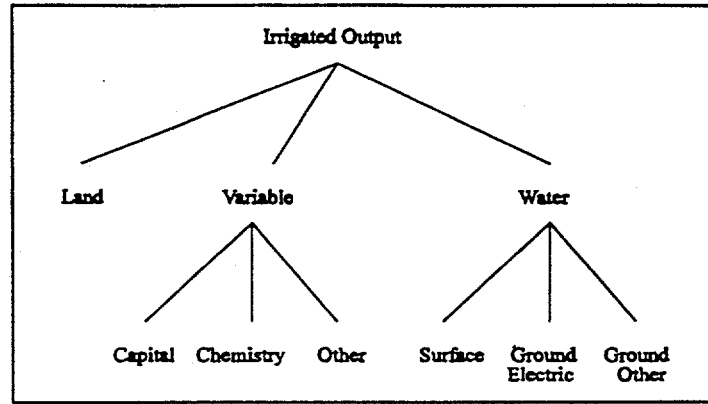 Irrigated Output
Land Variable Water
Capital Chemistry Other Surface Ground Electric Ground Other